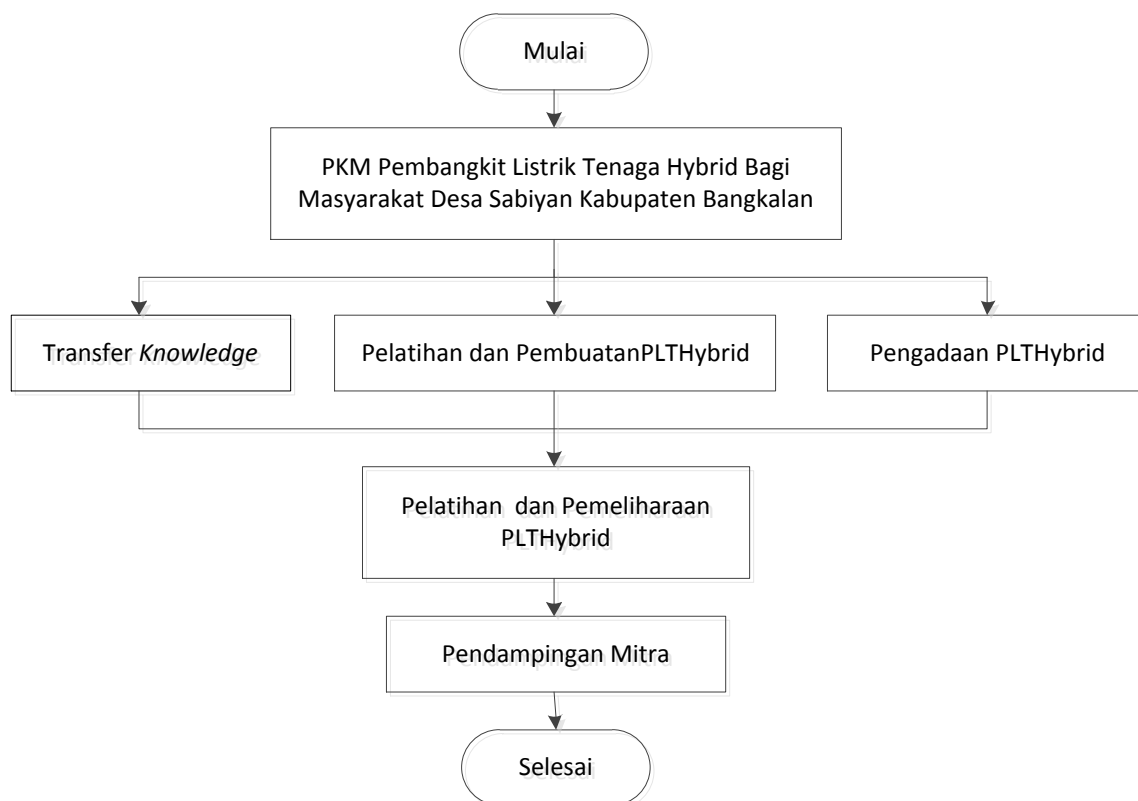 Mulai
PKM Pembangkit Listrik Tenaga Hybrid Bagi
Masyarakat Desa Sabiyan Kabupaten Bangkalan
Transfer Knowledge
Pelatihan dan PembuatanPLTHybrid
Pengadaan PLTHybrid
Pelatihan  dan Pemeliharaan
PLTHybrid
Pendampingan Mitra
Selesai